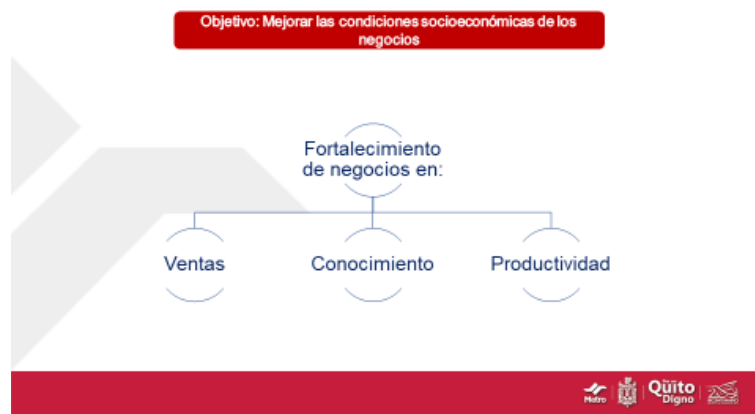 Objetivo: Mejorar las condiciones socioeconómicas de los
negocios
Fortalecimiento
de negocios en:
Ventas
Conocimiento
Productividad
Metro
Quito
Digno